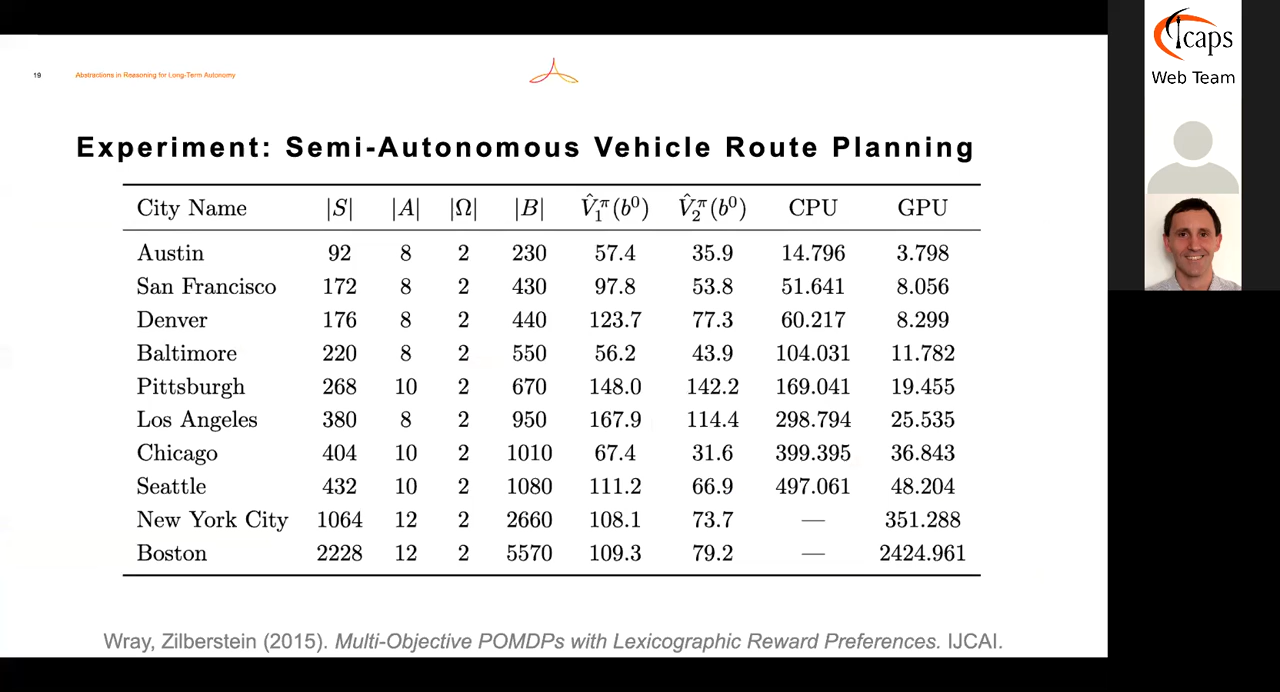 19 Abstractions in Reasoning for Long-Term Autonomy
Experiment: Semi-Autonomous Vehicle Route Planning
City Name |S| |A| |Ω| |B| V̂₁^π(b⁰) V̂₂^π(b⁰) CPU GPU
Austin 92 8 2 230 57.4 35.9 14.796 3.798
San Francisco 172 8 2 430 97.8 53.8 51.641 8.056
Denver 176 8 2 440 123.7 77.3 60.217 8.299
Baltimore 220 8 2 550 56.2 43.9 104.031 11.782
Pittsburgh 268 10 2 670 148.0 142.2 169.041 19.455
Los Angeles 380 8 2 950 167.9 114.4 298.794 25.535
Chicago 404 10 2 1010 67.4 31.6 399.395 36.843
Seattle 432 10 2 1080 111.2 66.9 497.061 48.204
New York City 1064 12 2 2660 108.1 73.7 — 351.288
Boston 2228 12 2 5570 109.3 79.2 — 2424.961
Wray, Zilberstein (2015). Multi-Objective POMDPs with Lexicographic Reward Preferences. IJCAI.
icaps
Web Team